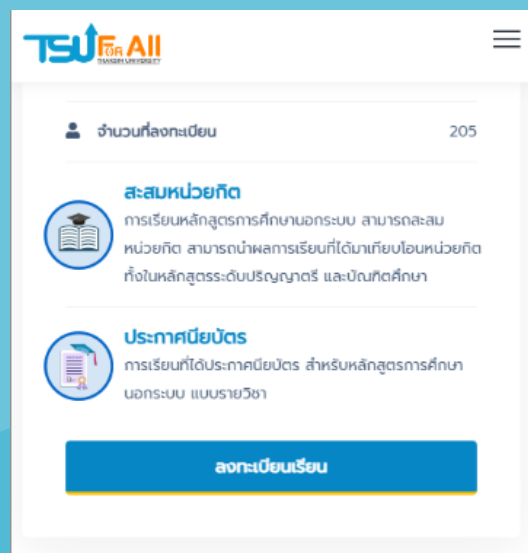 TSU FOR All
THAKSIN UNIVERSITY
จำนวนที่ลงทะเบียน 205
สะสมหน่วยกิต
การเรียนหลักสูตรการศึกษานอกระบบ สามารถสะสม
หน่วยกิต สามารถนำผลการเรียนที่ได้มาเทียบโอนหน่วยกิต
ทั้งในหลักสูตรระดับปริญญาตรี และบัณฑิตศึกษา
ประกาศนียบัตร
การเรียนที่ได้ประกาศนียบัตร สำหรับหลักสูตรการศึกษา
นอกระบบ แบบรายวิชา
ลงทะเบียนเรียน